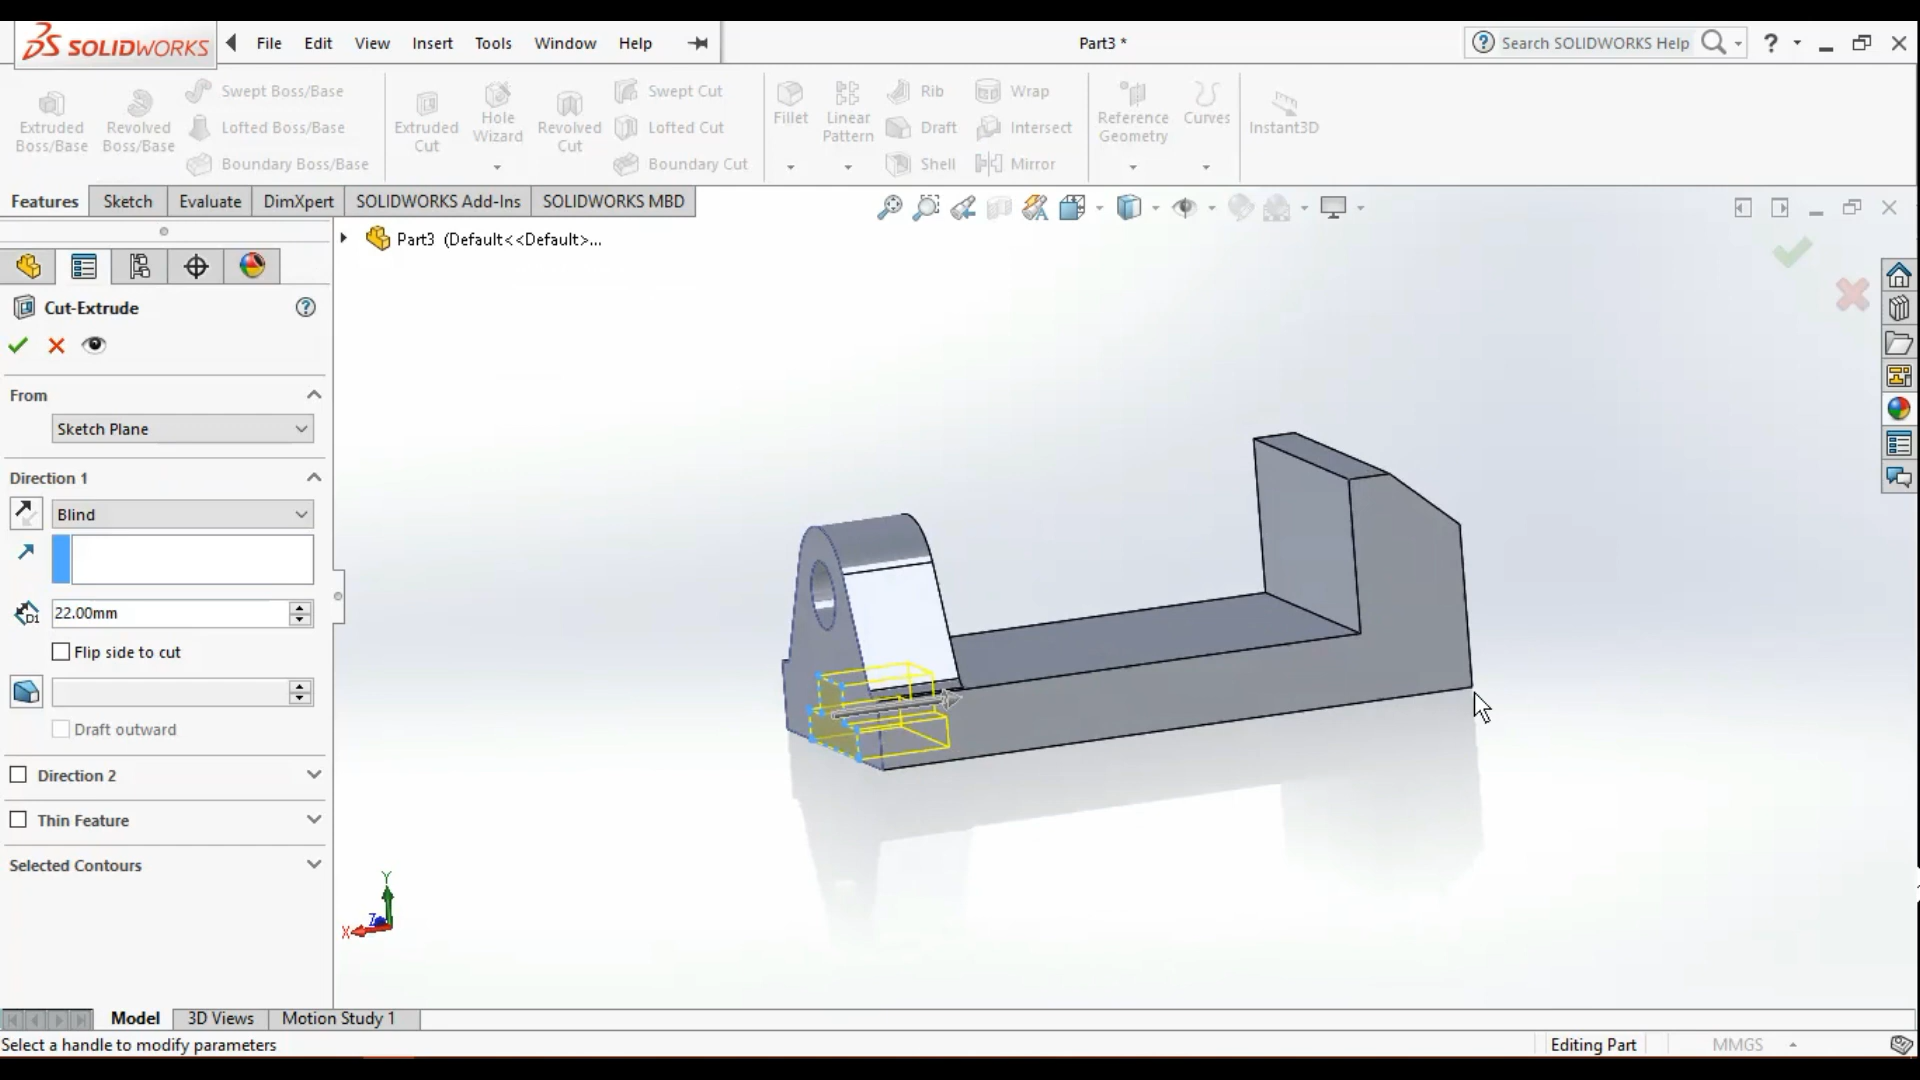 SOLIDWORKS File Edit View Insert Tools Window Help Part3 * Search SOLIDWORKS Help ?
Extruded Boss/Base
Revolved Boss/Base
Swept Boss/Base
Lofted Boss/Base
Boundary Boss/Base
Extruded Cut
Hole Wizard
Revolved Cut
Swept Cut
Lofted Cut
Boundary Cut
Fillet
Linear Pattern
Rib
Draft
Shell
Wrap
Intersect
Mirror
Reference Geometry
Curves
Instant3D
Features Sketch Evaluate DimXpert SOLIDWORKS Add-Ins SOLIDWORKS MBD
Part3 (Default<<Default>...
Cut-Extrude
From
Sketch Plane
Direction 1
Blind
D1 22.00mm
Flip side to cut
Draft outward
Direction 2
Thin Feature
Selected Contours
Y
Z
X
Model 3D Views Motion Study 1
Select a handle to modify parameters Editing Part MMGS